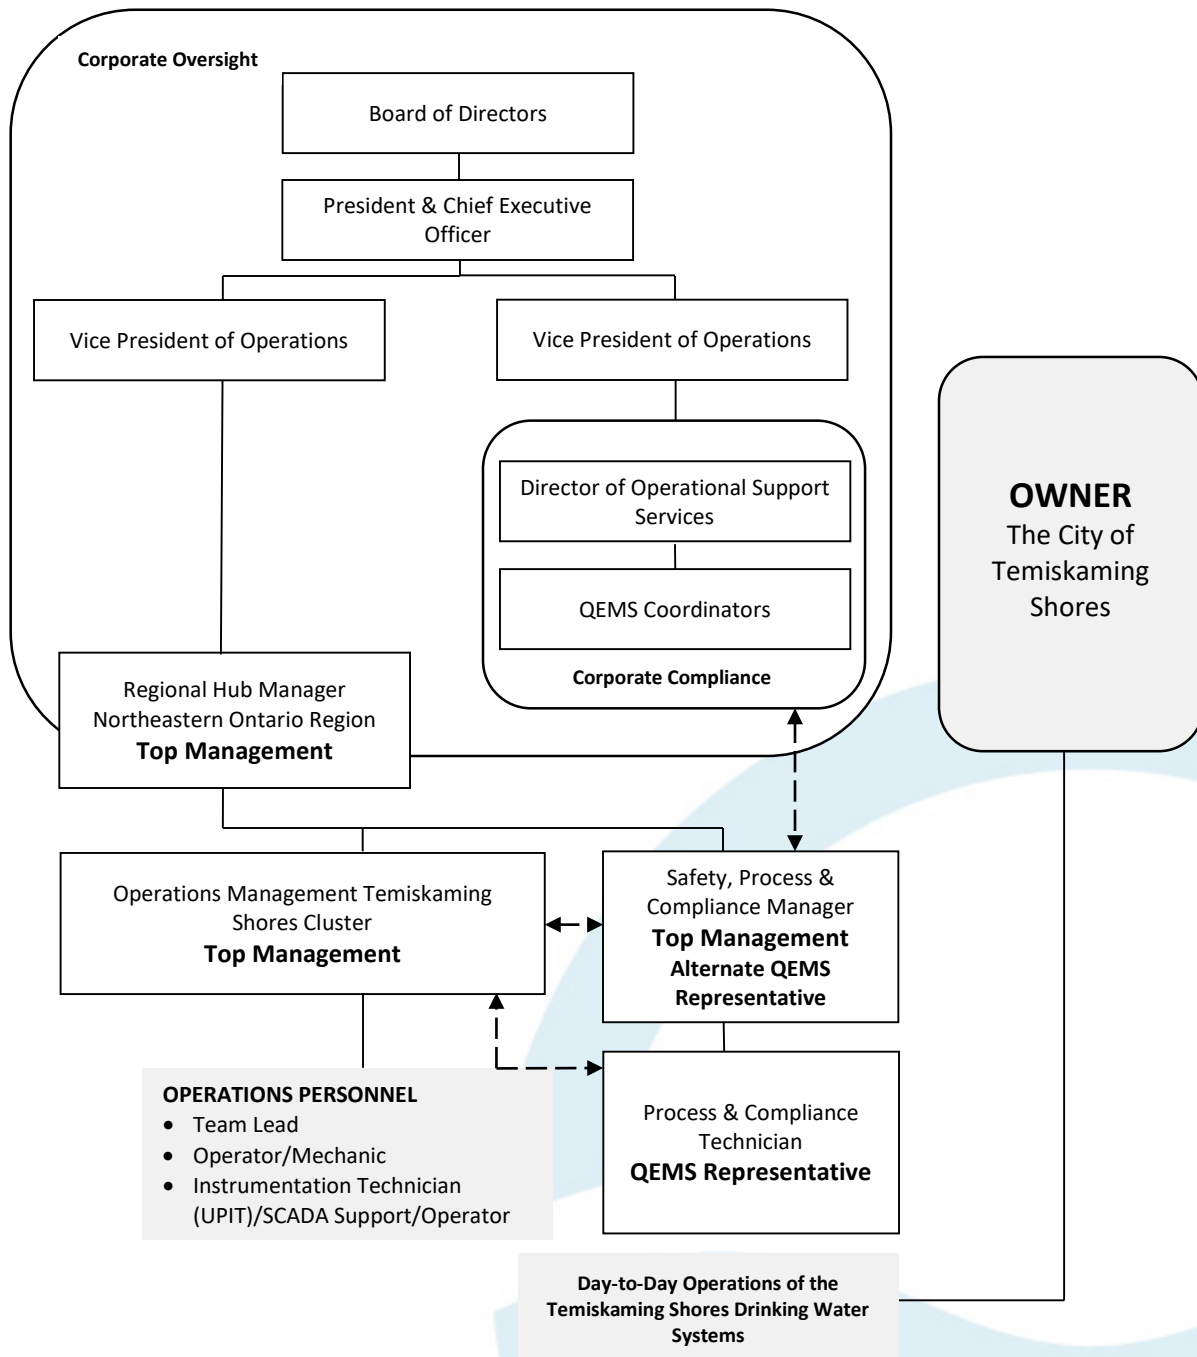 Corporate Oversight
Board of Directors
President & Chief Executive
Officer
Vice President of Operations
Vice President of Operations
Director of Operational Support
Services
QEMS Coordinators
Corporate Compliance
OWNER
The City of
Temiskaming
Shores
Regional Hub Manager
Northeastern Ontario Region
Top Management
Operations Management Temiskaming
Shores Cluster
Top Management
Safety, Process &
Compliance Manager
Top Management
Alternate QEMS
Representative
OPERATIONS PERSONNEL
• Team Lead
• Operator/Mechanic
• Instrumentation Technician
(UPIT)/SCADA Support/Operator
Process & Compliance
Technician
QEMS Representative
Day-to-Day Operations of the
Temiskaming Shores Drinking Water
Systems